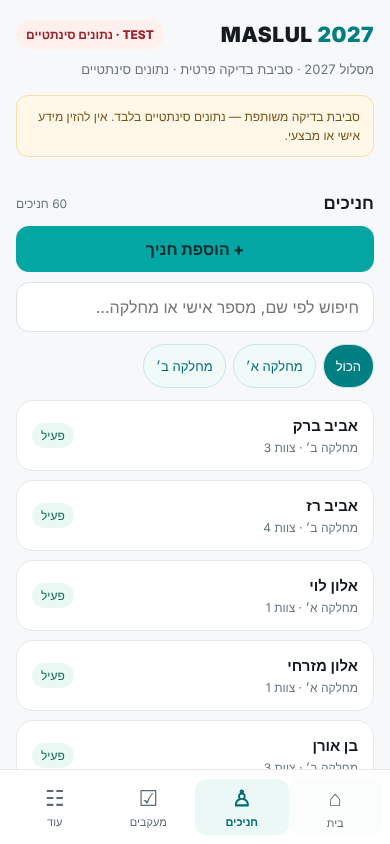 MASLUL 2027
TEST · נתונים סינתטיים
מסלול 2027 · סביבת בדיקה פרטית · נתונים סינתטיים
סביבת בדיקה משותפת — נתונים סינתטיים בלבד. אין להזין מידע
אישי או מבצעי.
חניכים
60 חניכים
+ הוספת חניך
חיפוש לפי שם, מספר אישי או מחלקה...
הכול
מחלקה א׳
מחלקה ב׳
אביב ברק
מחלקה ב׳ · צוות 3
פעיל
אביב רז
מחלקה ב׳ · צוות 4
פעיל
אלון לוי
מחלקה א׳ · צוות 1
פעיל
אלון מזרחי
מחלקה א׳ · צוות 1
פעיל
בן אורן
מחלקה ב׳ · צוות 3
פעיל
בית
חניכים
מעקבים
עוד